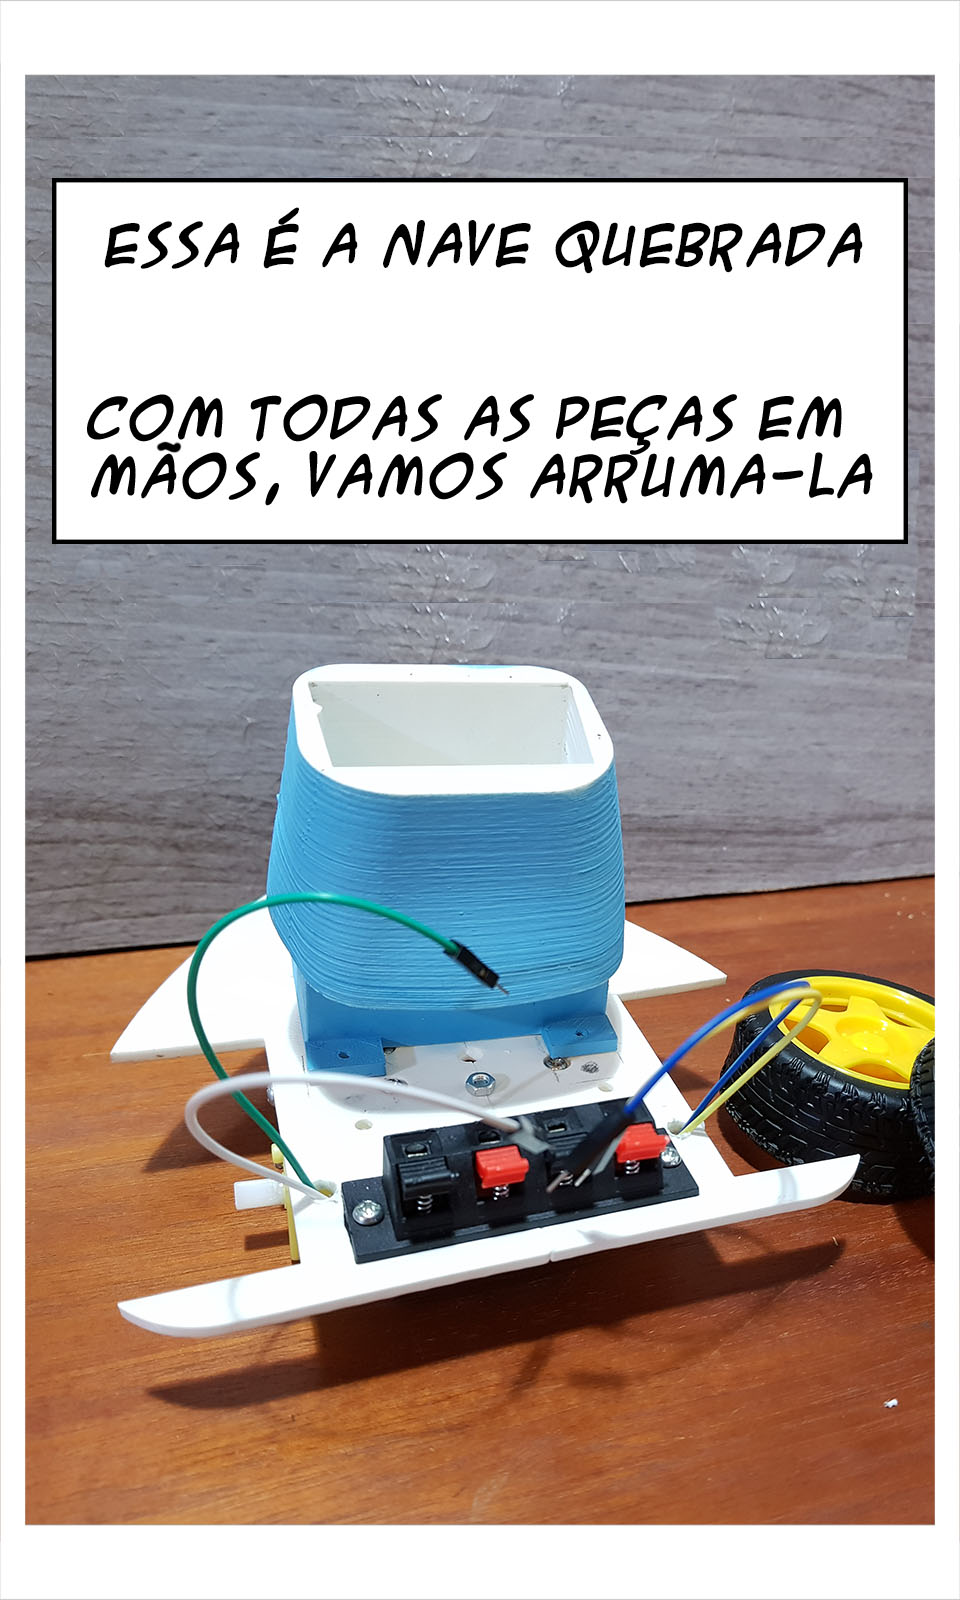 ESSA É A NAVE QUEBRADA
COM TODAS AS PEÇAS EM
MÃOS, VAMOS ARRUMA-LA